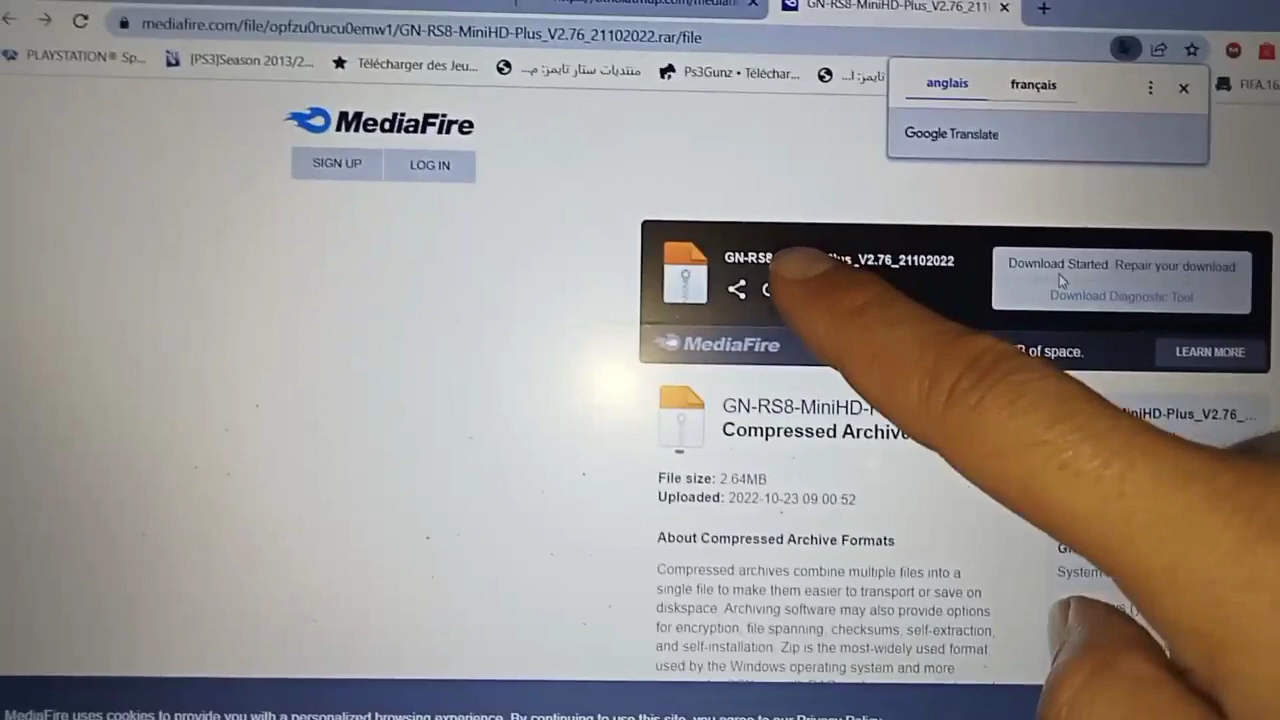 GN-RS8-MiniHD-Plus_V2.76_211
mediafire.com/file/opfzu0rucu0emw1/GN-RS8-MiniHD-Plus_V2.76_21102022.rar/file
PLAYSTATION® Sp...
[PS3]Season 2013/2...
Télécharger des Jeu...
منتديات ستار تايمز: م...
Ps3Gunz • Téléchar...
تايمز: ا...
FIFA.16
anglais
français
Google Translate
MediaFire
SIGN UP
LOG IN
GN-RS8
_V2.76_21102022
Download Started Repair your download
Download Diagnostic Tool
MediaFire
of space.
LEARN MORE
GN-RS8-MiniHD-
Compressed Archive
MiniHD-Plus_V2.76_...
File size: 2.64MB
Uploaded: 2022-10-23 09:00:52
About Compressed Archive Formats
Compressed archives combine multiple files into a
single file to make them easier to transport or save on
diskspace. Archiving software may also provide options
for encryption, file spanning, checksums, self-extraction,
and self-installation. Zip is the most-widely used format
used by the Windows operating system and more
System
MediaFire uses cookies to provide you with a personalized browsing experience. By continuing to use this site, you agree to our Privacy Policy.